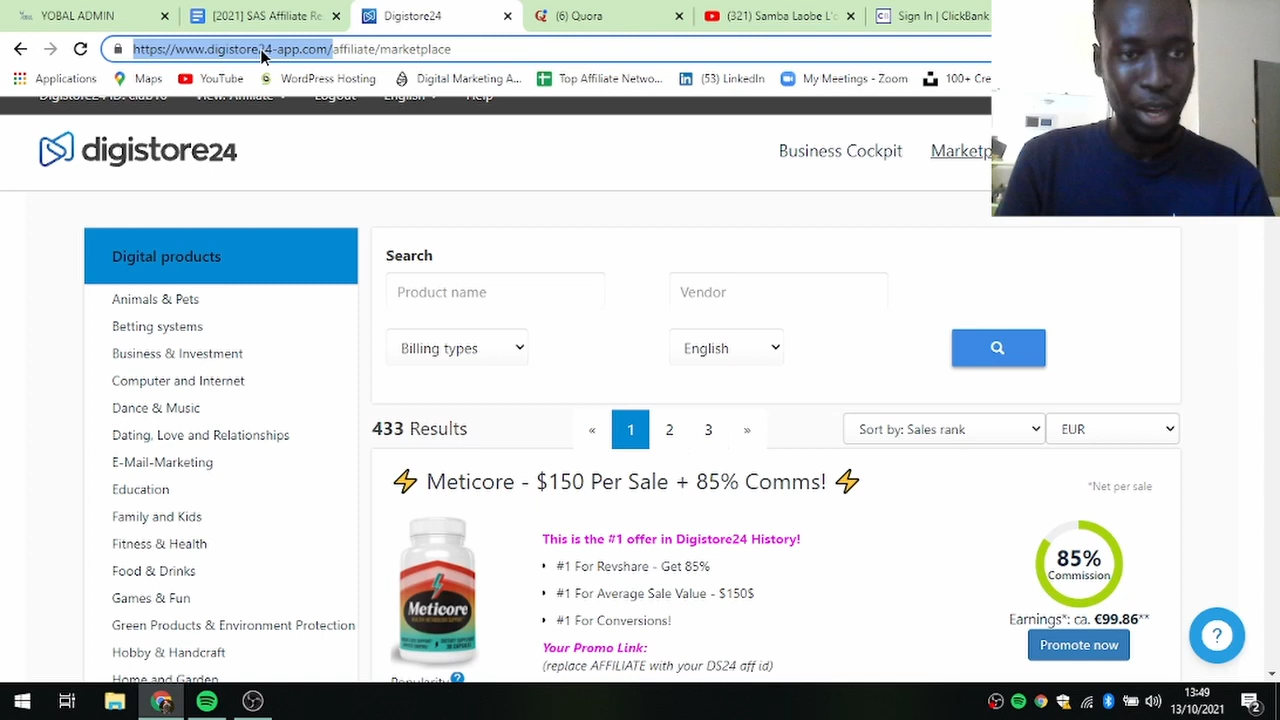 YOBAL ADMIN
[2021] SAS Affiliate Re
Digistore24
(6) Quora
(321) Samba Laobe L'
Sign In | ClickBank
https://www.digistore24-app.com/affiliate/marketplace
Applications
Maps
YouTube
WordPress Hosting
Digital Marketing A...
Top Affiliate Netwo...
(53) LinkedIn
My Meetings - Zoom
100+ Cre
English
Help
digistore24
Business Cockpit
Marketp
Digital products
Animals & Pets
Betting systems
Business & Investment
Computer and Internet
Dance & Music
Dating, Love and Relationships
E-Mail-Marketing
Education
Family and Kids
Fitness & Health
Food & Drinks
Games & Fun
Green Products & Environment Protection
Hobby & Handcraft
Home and Garden
Search
Product name
Vendor
Billing types
English
433 Results
« 1 2 3 »
Sort by: Sales rank
EUR
Meticore - $150 Per Sale + 85% Comms!
*Net per sale
Meticore
This is the #1 offer in Digistore24 History!
#1 For Revshare - Get 85%
#1 For Average Sale Value - $150$
#1 For Conversions!
Your Promo Link:
(replace AFFILIATE with your DS24 aff id)
Popularity
85%
Commission
Earnings*: ca. €99.86**
Promote now
?
13:49
13/10/2021
2